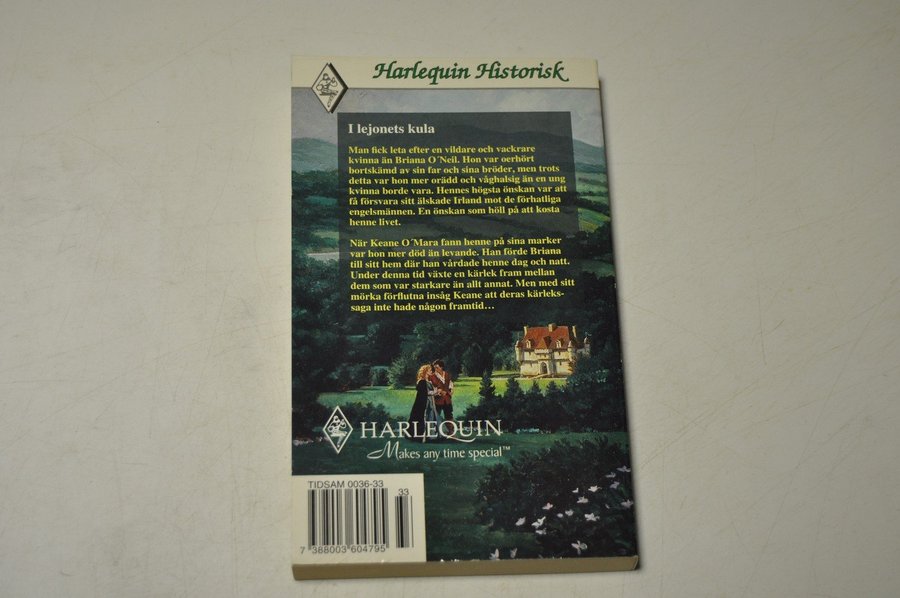 Harlequin Historisk
I lejonets kula
Man fick leta efter en vildare och vackrare
kvinna än Briana O´Neil. Hon var oerhört
bortskämd av sin far och sina bröder, men trots
detta var hon mer orädd och våghalsig än en ung
kvinna borde vara. Hennes högsta önskan var att
få försvara sitt älskade Irland mot de förhatliga
engelsmännen. En önskan som höll på att kosta
henne livet.
När Keane O´Mara fann henne på sina marker
var hon mer död än levande. Han förde Briana
till sitt hem där han vårdade henne dag och natt.
Under denna tid växte en kärlek fram mellan
dem som var starkare än allt annat. Men med sitt
mörka förflutna insåg Keane att deras kärleks-
saga inte hade någon framtid...
HARLEQUIN
Makes any time special™
TIDSAM 0036-33
33
7 388003 604795